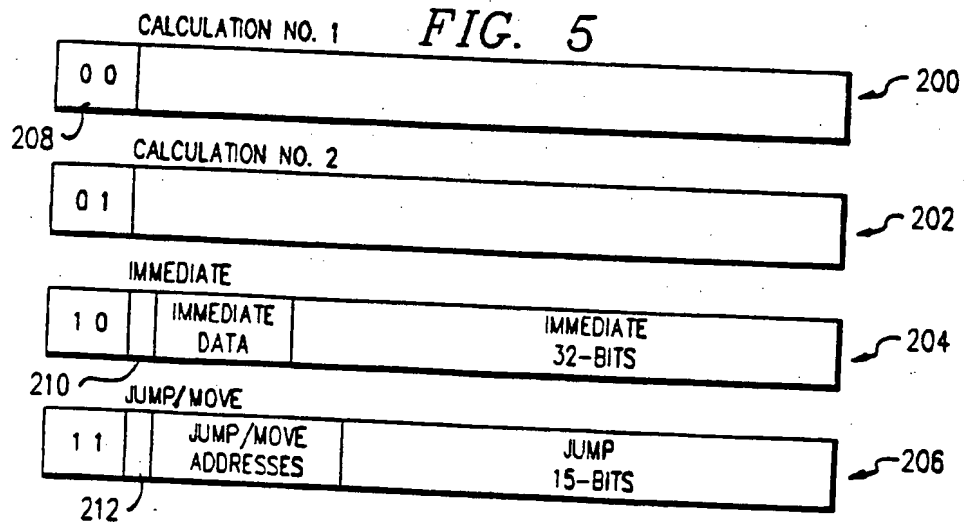 FIG. 5
CALCULATION NO. 1
0 0
200
208
CALCULATION NO. 2
0 1
202
IMMEDIATE
1 0
IMMEDIATE
DATA
IMMEDIATE
32-BITS
204
210
JUMP/MOVE
1 1
JUMP/MOVE
ADDRESSES
JUMP
15-BITS
206
212